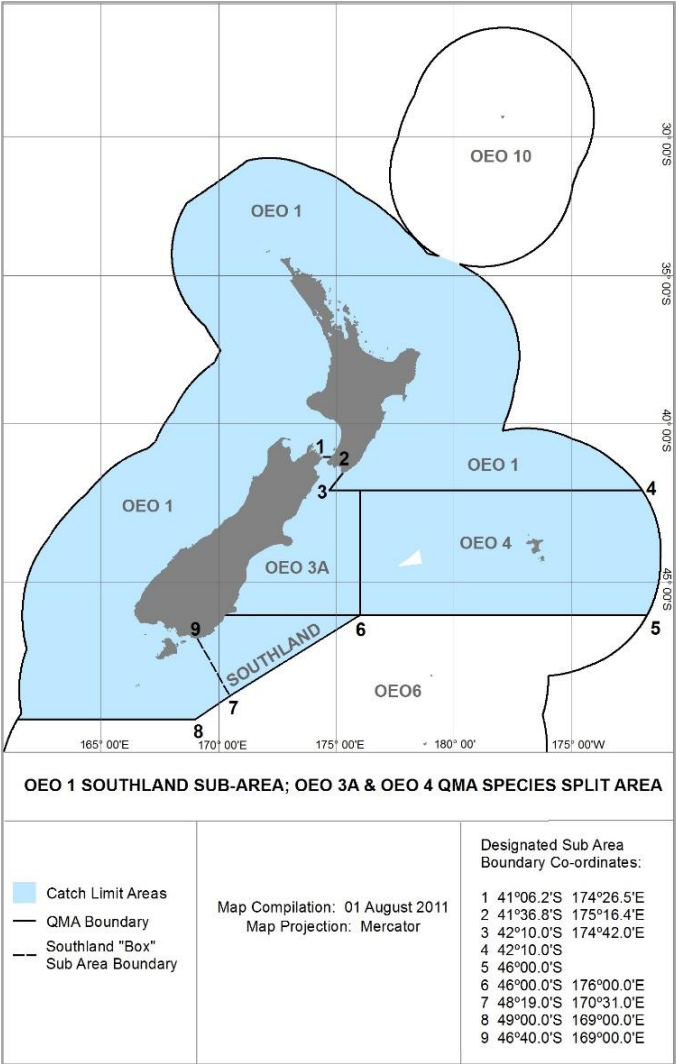 OEO 10
30° 00'S
OEO 1
35° 00'S
40° 00'S
1
2
OEO 1
3
4
OEO 1
OEO 4
OEO 3A
45° 00'S
9
6
5
SOUTHLAND
OEO6
7
8
165° 00'E
170° 00'E
175° 00'E
180° 00'
175° 00'W
OEO 1 SOUTHLAND SUB-AREA; OEO 3A & OEO 4 QMA SPECIES SPLIT AREA
Catch Limit Areas
QMA Boundary
Southland "Box"
Sub Area Boundary
Map Compilation: 01 August 2011
Map Projection: Mercator
Designated Sub Area
Boundary Co-ordinates:
1 41º06.2'S 174º26.5'E
2 41º36.8'S 175º16.4'E
3 42º10.0'S 174º42.0'E
4 42º10.0'S
5 46º00.0'S
6 46º00.0'S 176º00.0'E
7 48º19.0'S 170º31.0'E
8 49º00.0'S 169º00.0'E
9 46º40.0'S 169º00.0'E